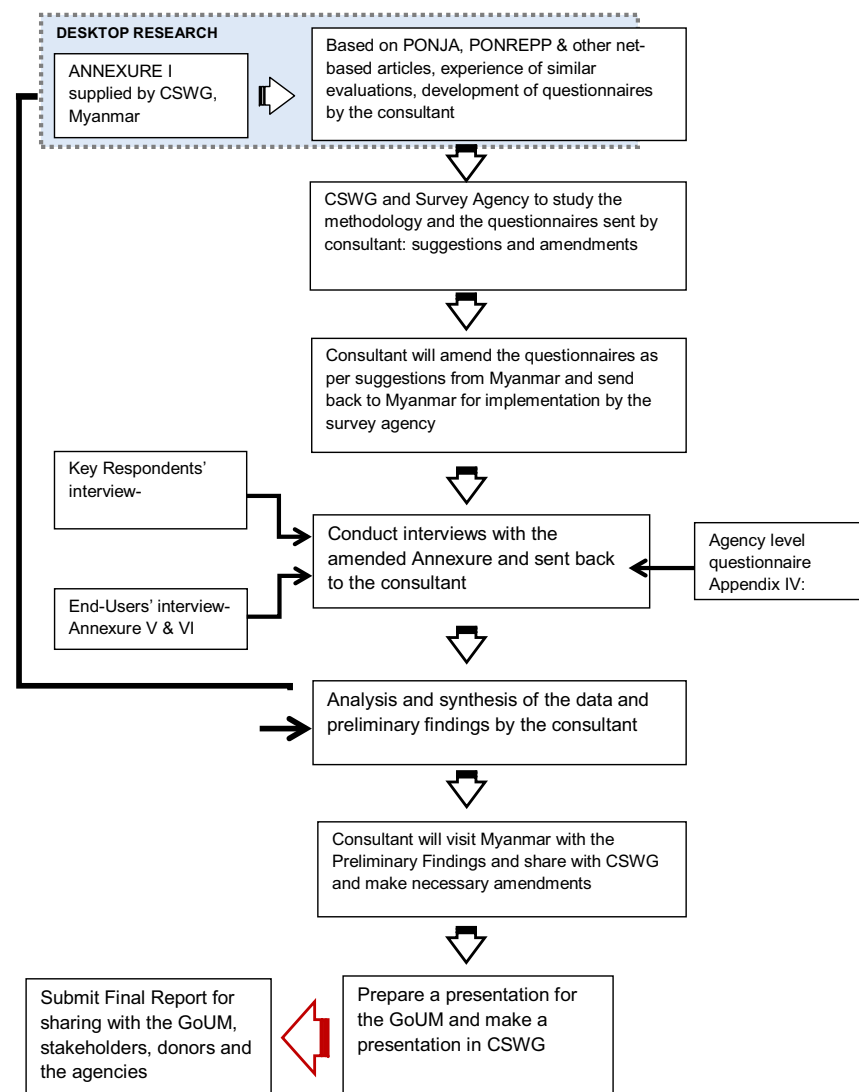 DESKTOP RESEARCH
ANNEXURE I
supplied by CSWG,
Myanmar
Based on PONJA, PONREPP & other net-
based articles, experience of similar
evaluations, development of questionnaires
by the consultant
CSWG and Survey Agency to study the
methodology and the questionnaires sent by
consultant: suggestions and amendments
Consultant will amend the questionnaires as
per suggestions from Myanmar and send
back to Myanmar for implementation by the
survey agency
Key Respondents'
interview-
End-Users' interview-
Annexure V & VI
Conduct interviews with the
amended Annexure and sent back
to the consultant
Agency level
questionnaire
Appendix IV:
Analysis and synthesis of the data and
preliminary findings by the consultant
Consultant will visit Myanmar with the
Preliminary Findings and share with CSWG
and make necessary amendments
Prepare a presentation for
the GoUM and make a
presentation in CSWG
Submit Final Report for
sharing with the GoUM,
stakeholders, donors and
the agencies